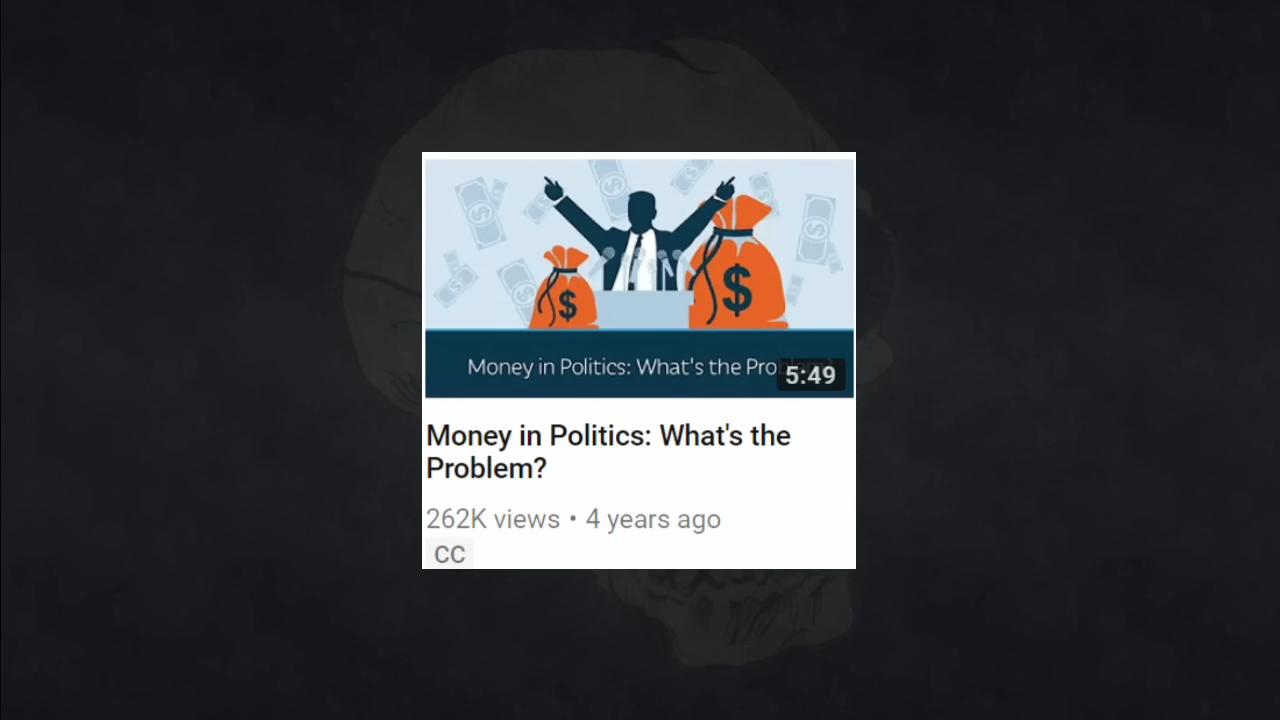 $
$
Money in Politics: What's the Pro
5:49
Money in Politics: What's the
Problem?
262K views • 4 years ago
CC